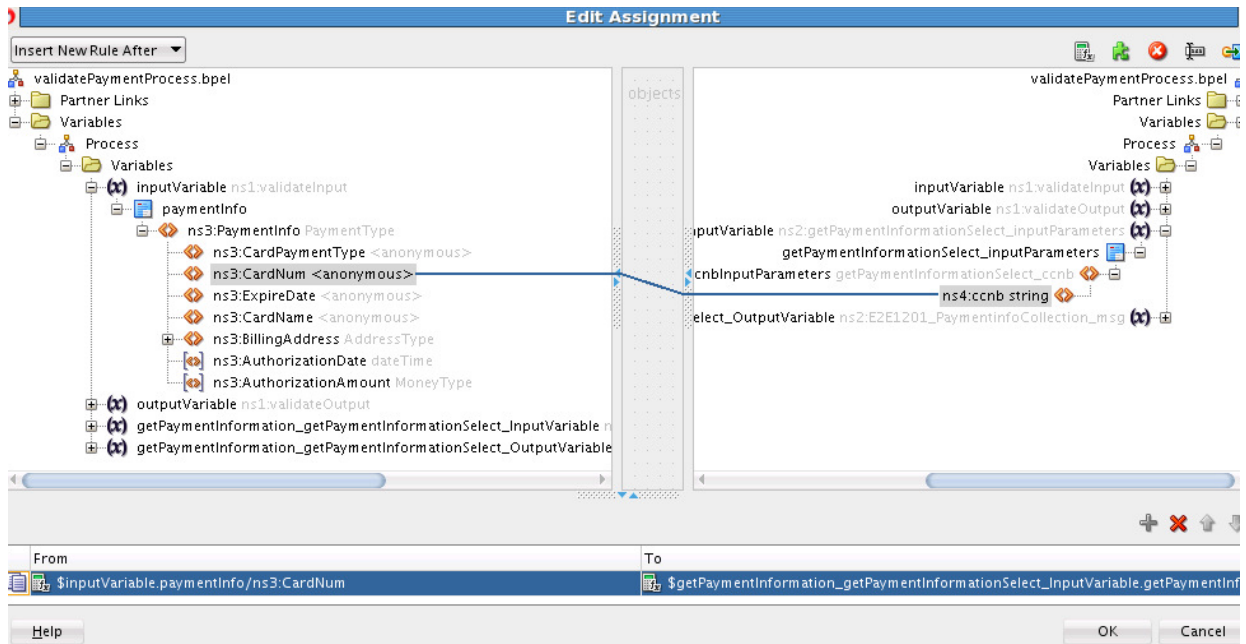 Edit Assignment
Insert New Rule After
validatePaymentProcess.bpel
Partner Links
Variables
Process
Variables
inputVariable ns1:validateInput
paymentInfo
ns3:PaymentInfo PaymentType
ns3:CardPaymentType <anonymous>
ns3:CardNum <anonymous>
ns3:ExpireDate <anonymous>
ns3:CardName <anonymous>
ns3:BillingAddress AddressType
ns3:AuthorizationDate dateTime
ns3:AuthorizationAmount MoneyType
outputVariable ns1:validateOutput
getPaymentInformation_getPaymentInformationSelect_InputVariable n
getPaymentInformation_getPaymentInformationSelect_OutputVariable
objects
validatePaymentProcess.bpel
Partner Links
Variables
Process
Variables
inputVariable ns1:validateInput
outputVariable ns1:validateOutput
nputVariable ns2:getPaymentInformationSelect_inputParameters
getPaymentInformationSelect_inputParameters
cnbInputParameters getPaymentInformationSelect_ccnb
ns4:ccnb string
elect_OutputVariable ns2:E2E1201_PaymentinfoCollection_msg
From
To
$inputVariable.paymentInfo/ns3:CardNum
$getPaymentInformation_getPaymentInformationSelect_InputVariable.getPaymentInf
Help
OK
Cancel